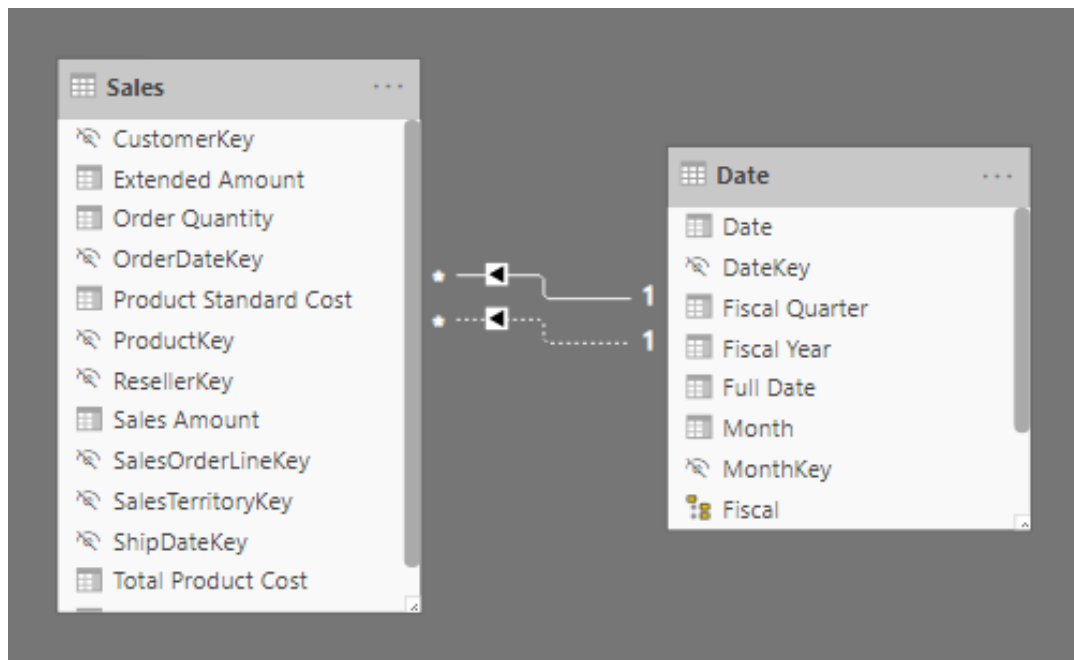 Sales
CustomerKey
Extended Amount
Order Quantity
OrderDateKey
Product Standard Cost
ProductKey
ResellerKey
Sales Amount
SalesOrderLineKey
SalesTerritoryKey
ShipDateKey
Total Product Cost
*
1
*
1
Date
Date
DateKey
Fiscal Quarter
Fiscal Year
Full Date
Month
MonthKey
Fiscal